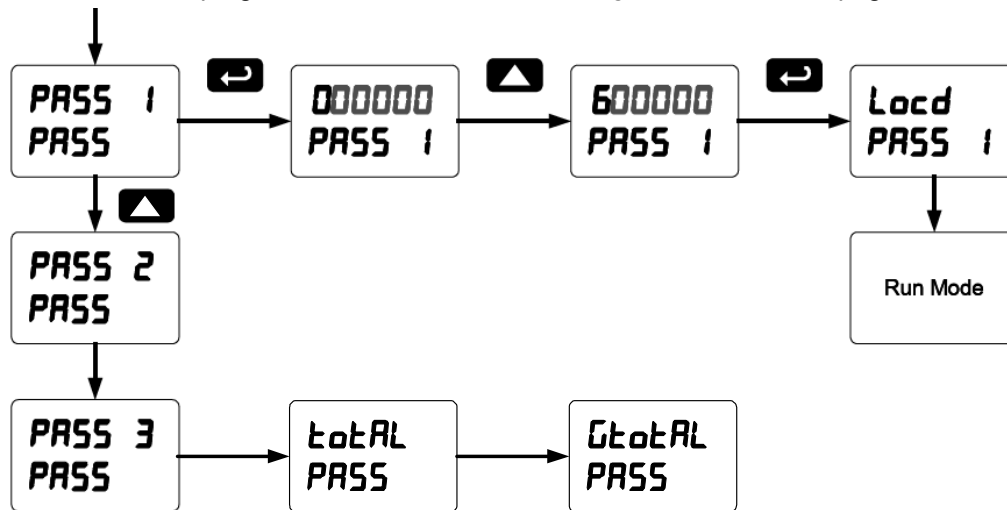 PASS 1
PASS
000000
PASS 1
600000
PASS 1
Locd
PASS 1
PASS 2
PASS
Run Mode
PASS 3
PASS
totAL
PASS
GtotAL
PASS